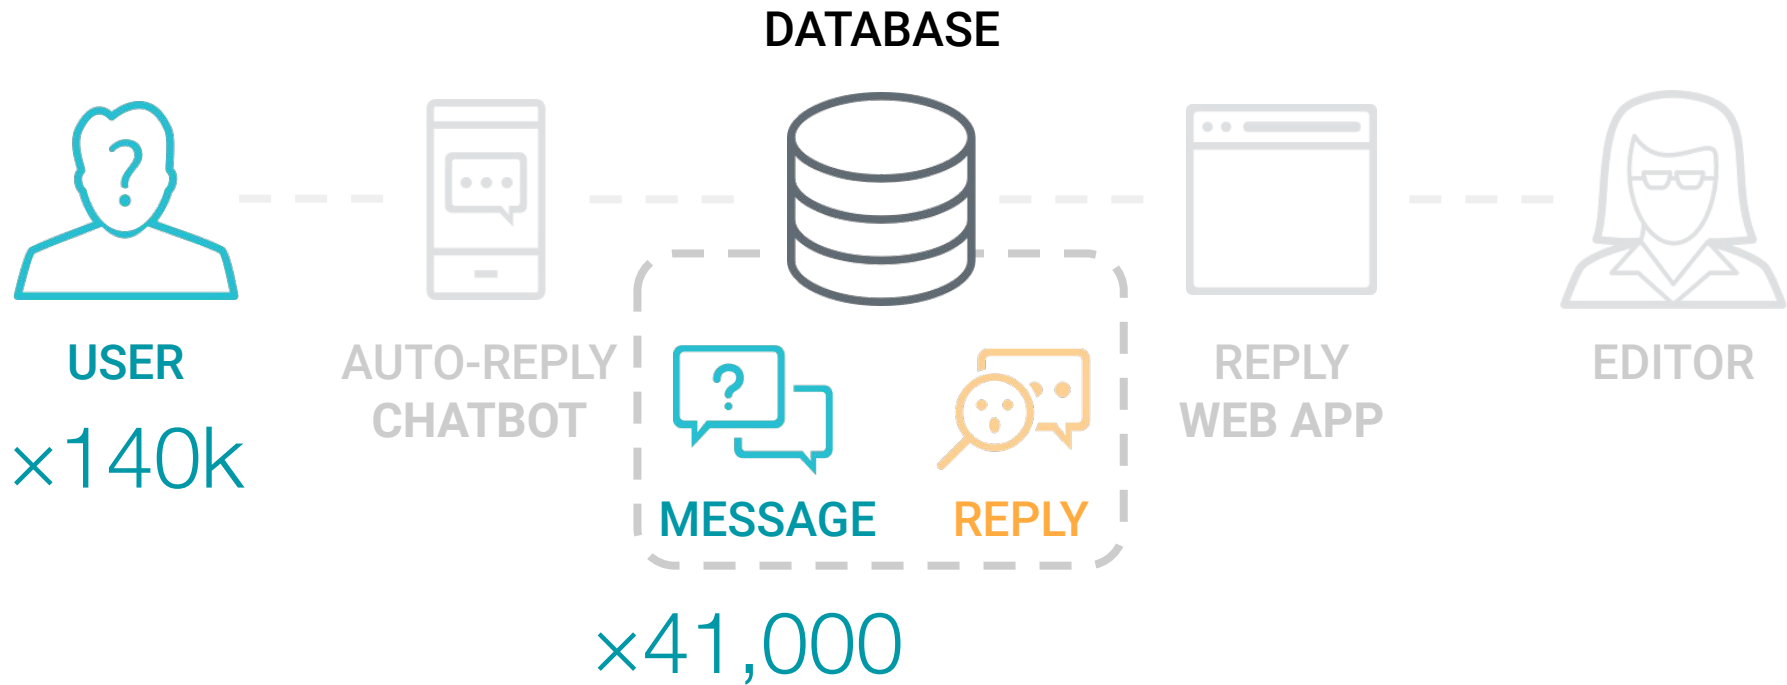 DATABASE
?
USER
×140k
AUTO-REPLY
CHATBOT
?
MESSAGE
REPLY
×41,000
REPLY
WEB APP
EDITOR